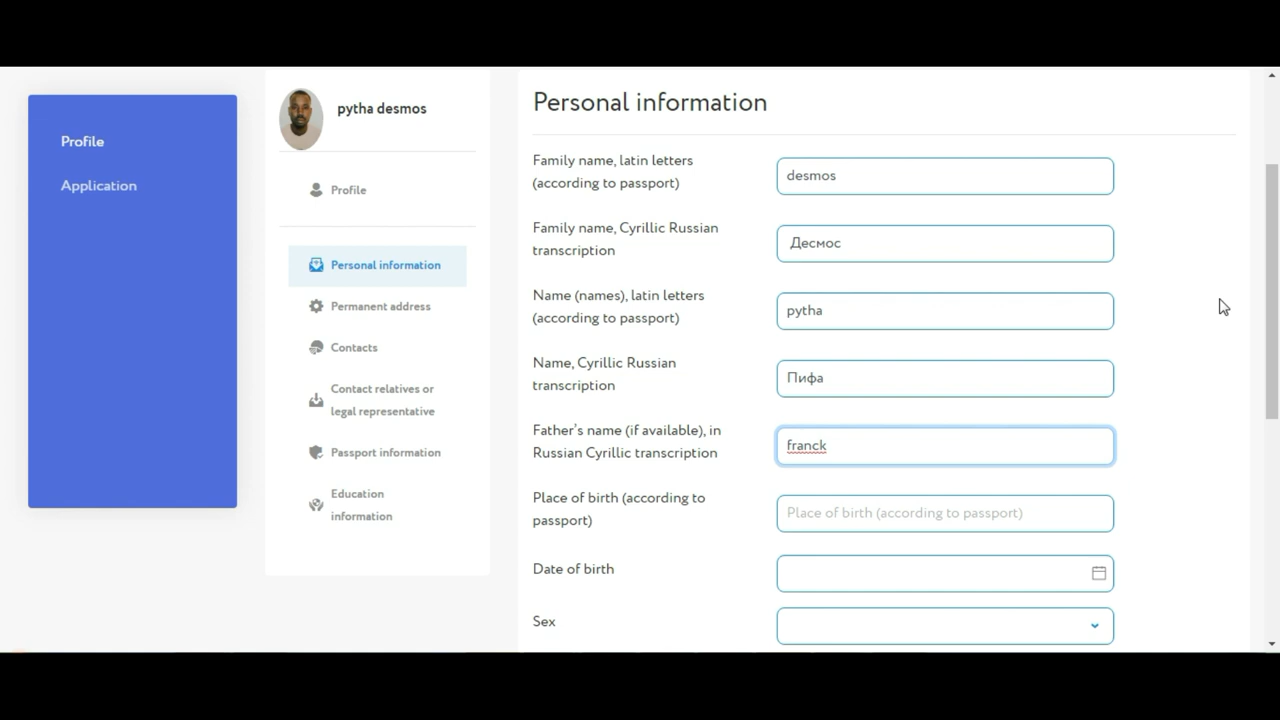 Profile
Application
pytha desmos
Profile
Personal information
Permanent address
Contacts
Contact relatives or
legal representative
Passport information
Education
information
Personal information
Family name, latin letters
(according to passport)
desmos
Family name, Cyrillic Russian
transcription
Десмос
Name (names), latin letters
(according to passport)
pytha
Name, Cyrillic Russian
transcription
Пифа
Father's name (if available), in
Russian Cyrillic transcription
franck
Place of birth (according to
passport)
Place of birth (according to passport)
Date of birth
Sex